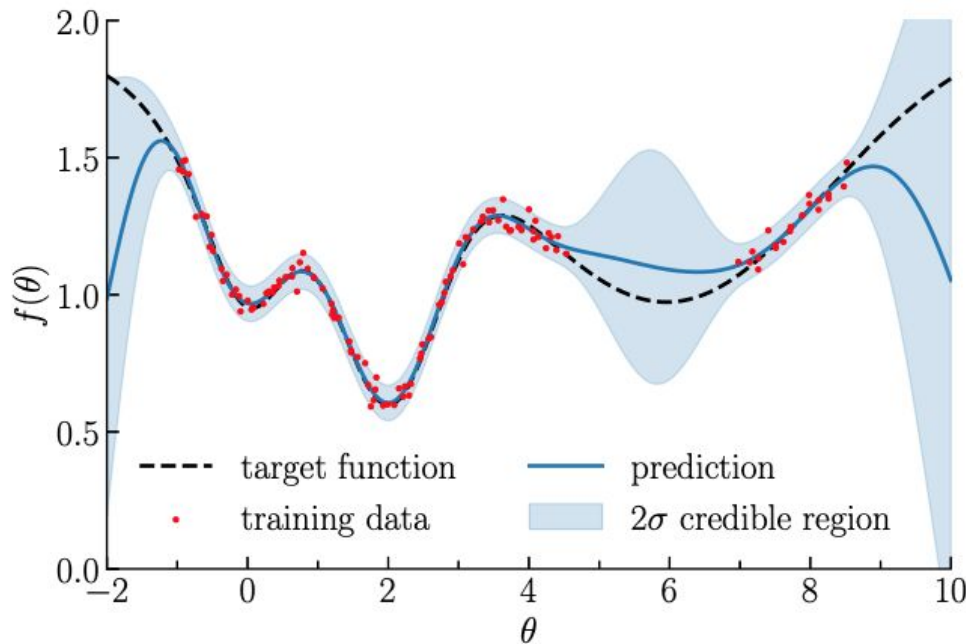 2.0
1.5
1.0
0.5
0.0
f(θ)
target function
prediction
training data
2σ credible region
−2 0 2 4 6 8 10
θ